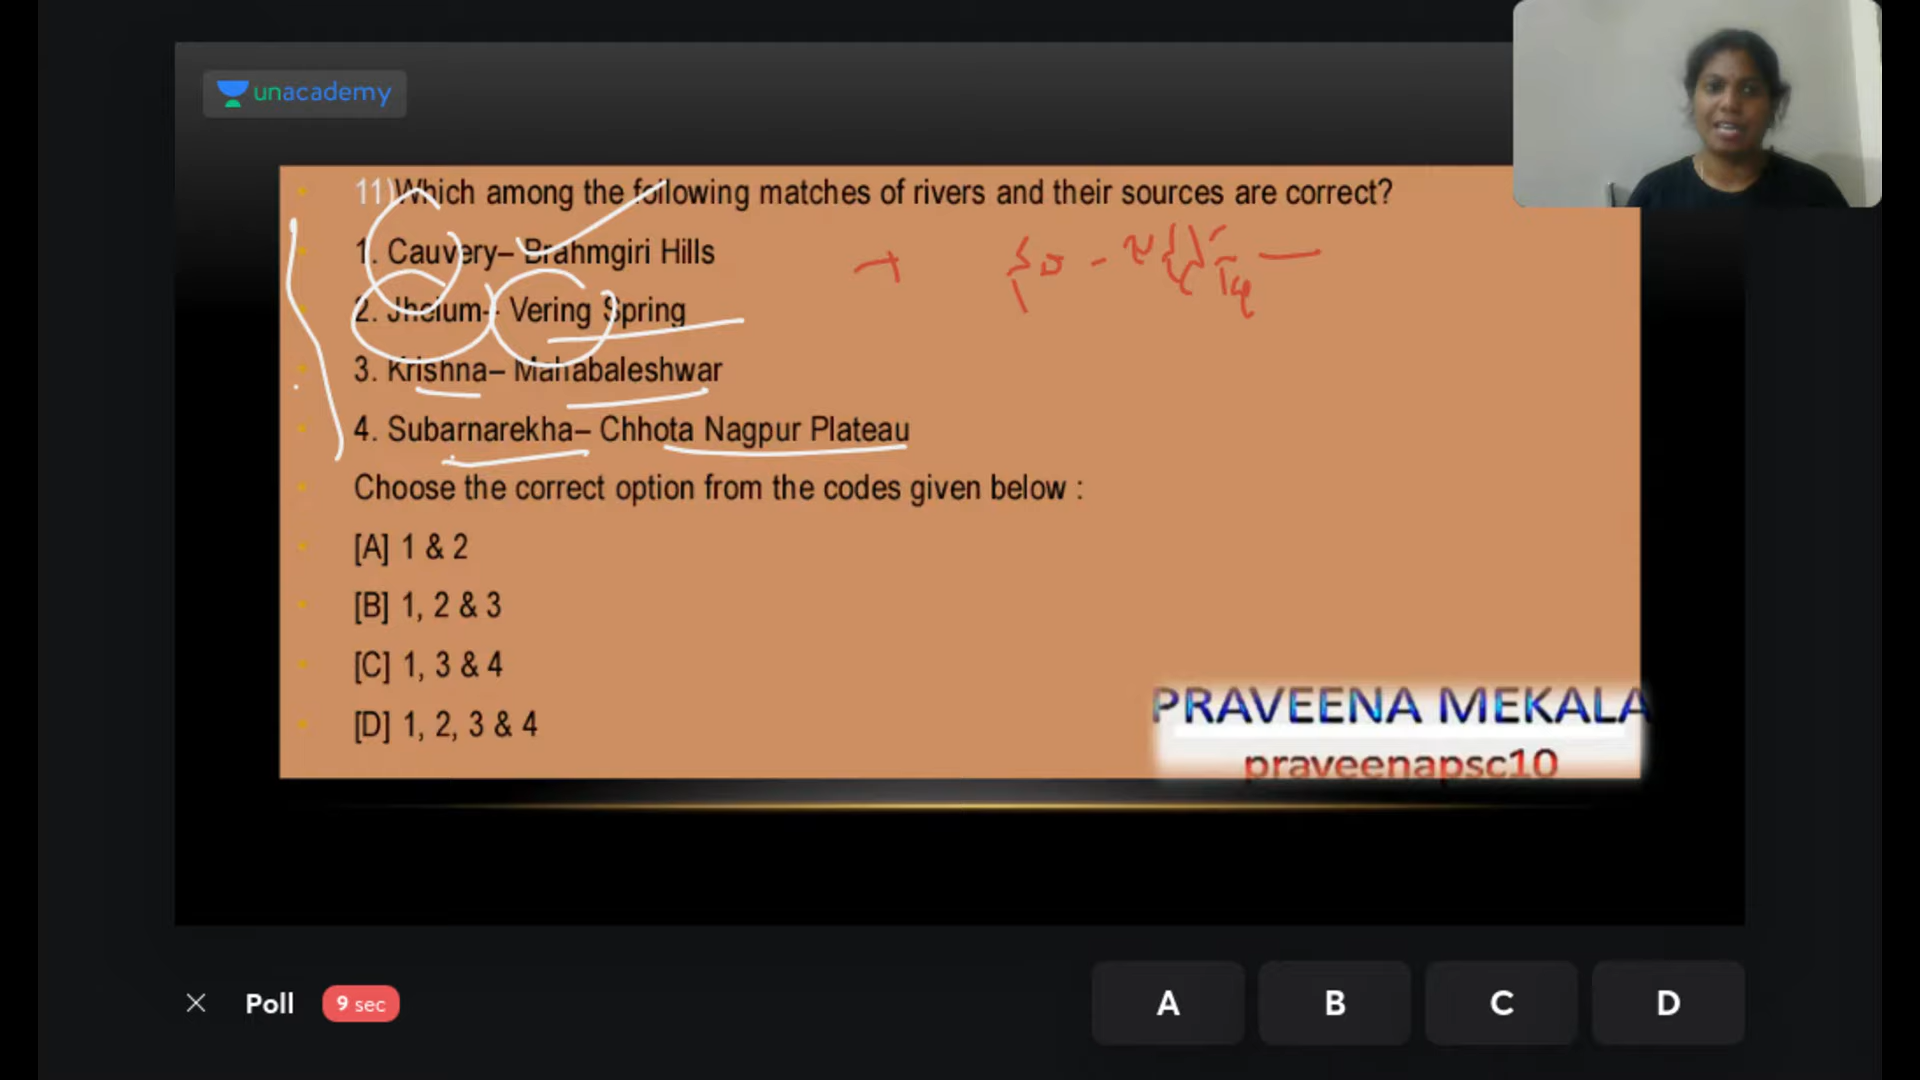 unacademy
11)Which among the following matches of rivers and their sources are correct?
1. Cauvery– Brahmgiri Hills
2. Jhelum– Vering Spring
3. Krishna– Mahabaleshwar
4. Subarnarekha– Chhota Nagpur Plateau
Choose the correct option from the codes given below :
[A] 1 & 2
[B] 1, 2 & 3
[C] 1, 3 & 4
[D] 1, 2, 3 & 4
PRAVEENA MEKALA
praveenapsc10
Poll 9 sec A B C D